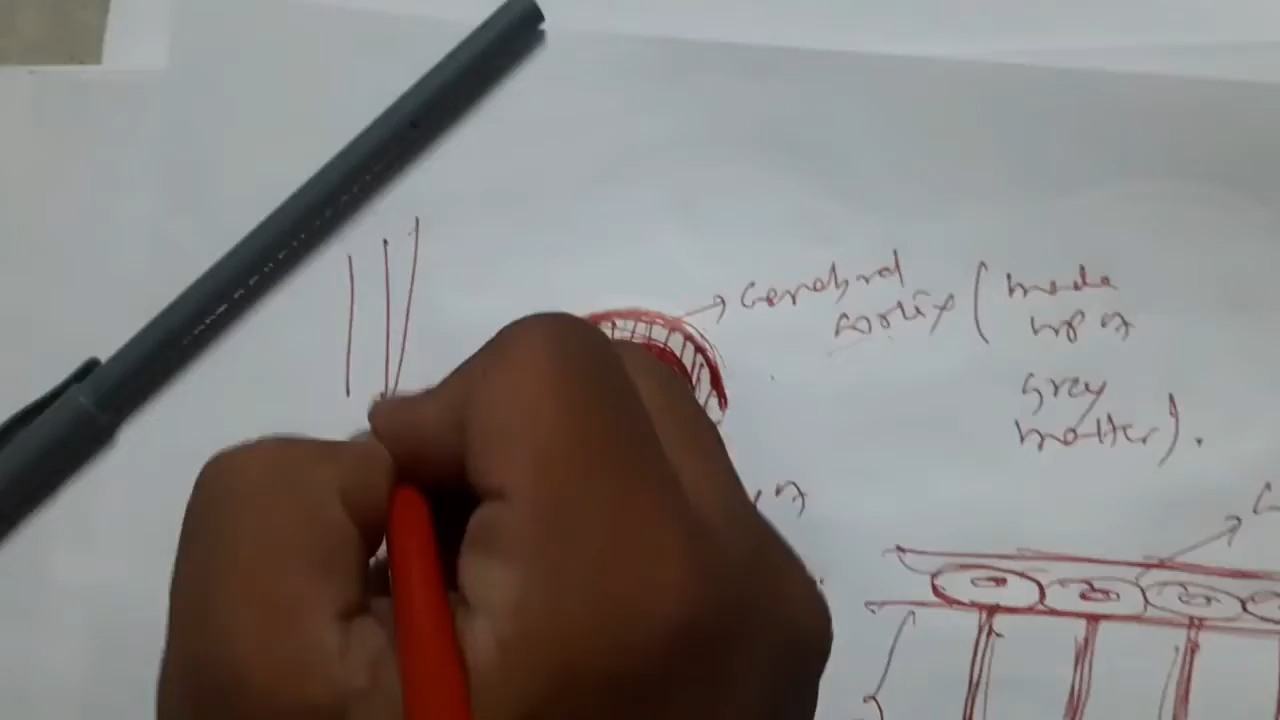 Cerebral
cortex (made
up of
grey
matter).